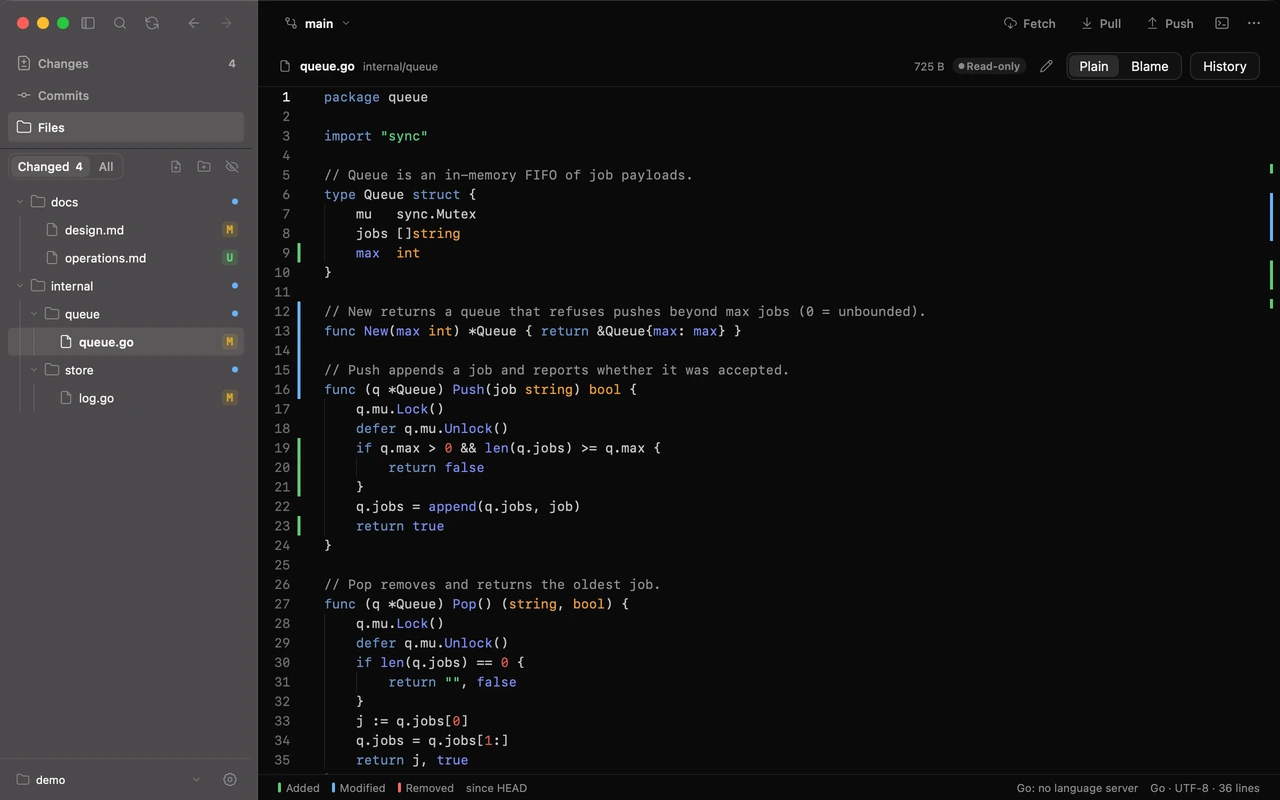 main
Fetch
Pull
Push
Changes 4
Commits
Files
Changed 4 All
docs
design.md M
operations.md U
internal
queue
queue.go M
store
log.go M
demo
queue.go internal/queue
725 B Read-only Plain Blame History
1 package queue
2
3 import "sync"
4
5 // Queue is an in-memory FIFO of job payloads.
6 type Queue struct {
7 mu   sync.Mutex
8 jobs []string
9 max  int
10 }
11
12 // New returns a queue that refuses pushes beyond max jobs (0 = unbounded).
13 func New(max int) *Queue { return &Queue{max: max} }
14
15 // Push appends a job and reports whether it was accepted.
16 func (q *Queue) Push(job string) bool {
17 q.mu.Lock()
18 defer q.mu.Unlock()
19 if q.max > 0 && len(q.jobs) >= q.max {
20 return false
21 }
22 q.jobs = append(q.jobs, job)
23 return true
24 }
25
26 // Pop removes and returns the oldest job.
27 func (q *Queue) Pop() (string, bool) {
28 q.mu.Lock()
29 defer q.mu.Unlock()
30 if len(q.jobs) == 0 {
31 return "", false
32 }
33 j := q.jobs[0]
34 q.jobs = q.jobs[1:]
35 return j, true
Added Modified Removed since HEAD
Go: no language server Go · UTF-8 · 36 lines